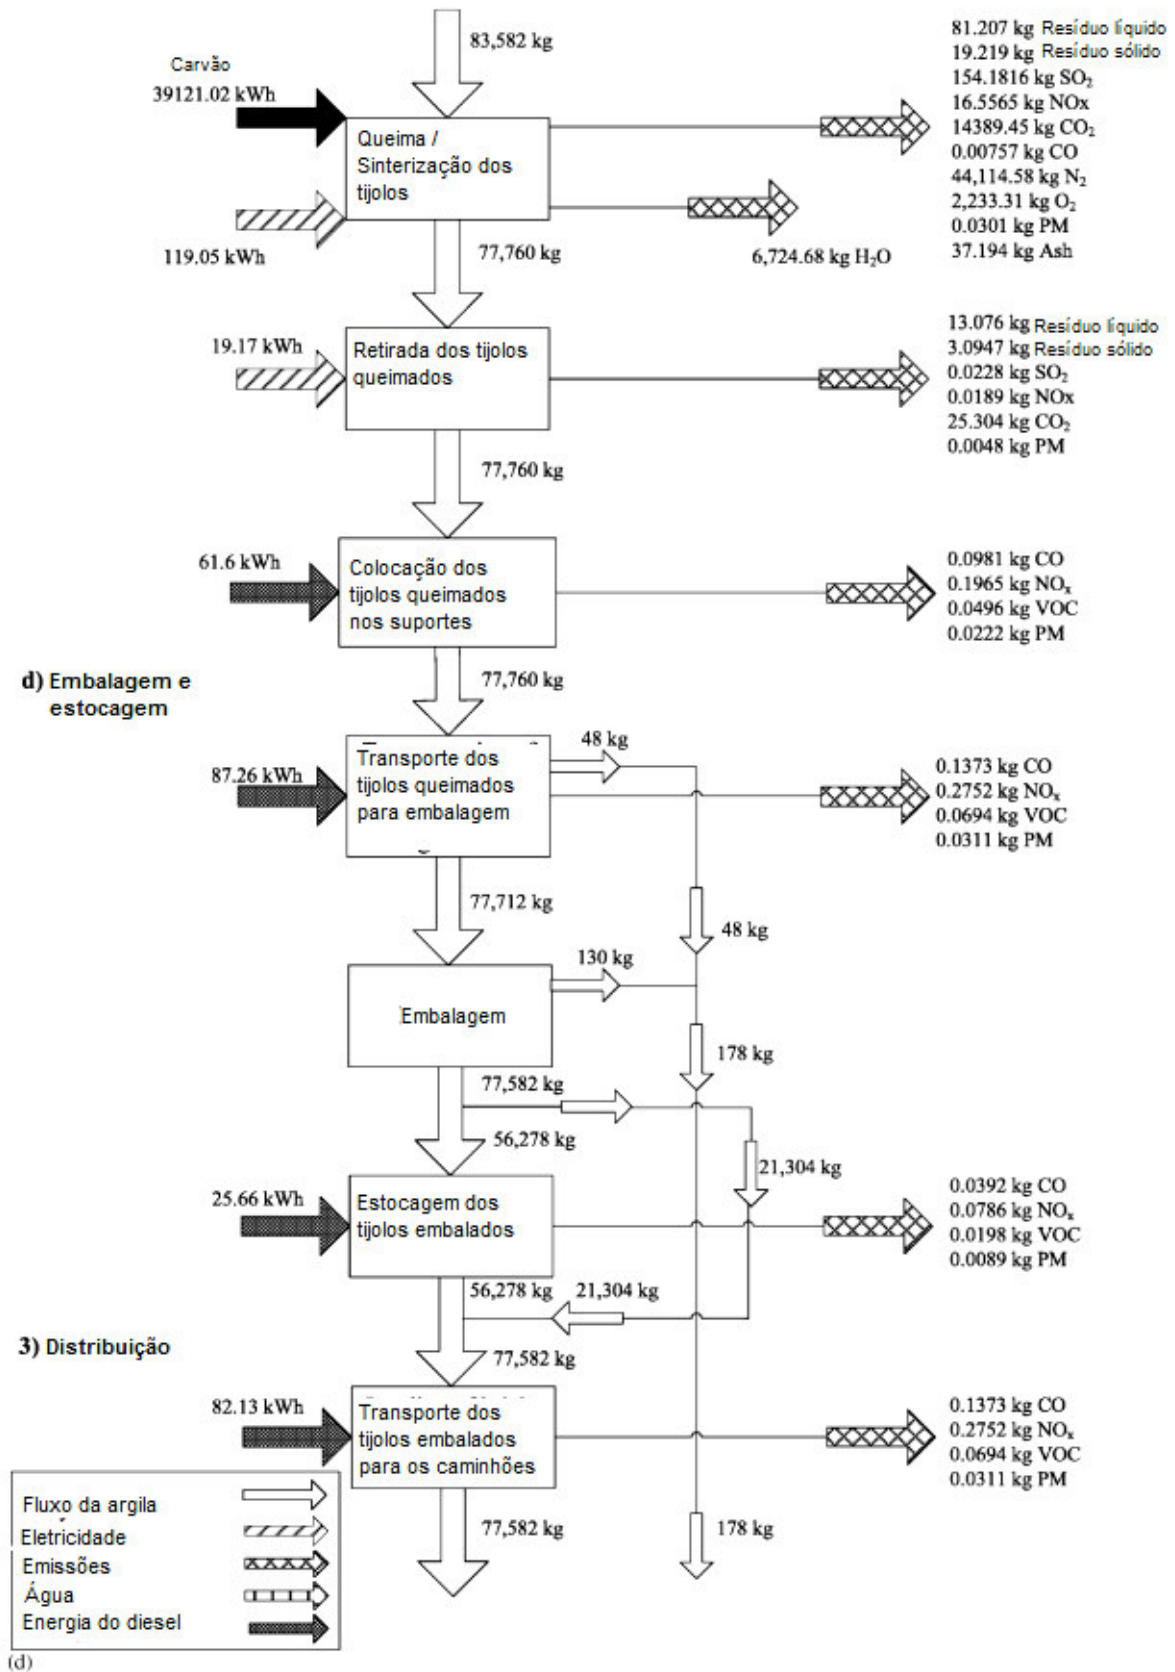 83,582 kg
Carvão
39121.02 kWh
Queima /
Sinterização dos
tijolos
119.05 kWh
81.207 kg Resíduo líquido
19.219 kg Resíduo sólido
154.1816 kg SO₂
16.5565 kg NOx
14389.45 kg CO₂
0.00757 kg CO
44,114.58 kg N₂
2,233.31 kg O₂
0.0301 kg PM
37.194 kg Ash
6,724.68 kg H₂O
77,760 kg
19.17 kWh
Retirada dos tijolos
queimados
13.076 kg Resíduo líquido
3.0947 kg Resíduo sólido
0.0228 kg SO₂
0.0189 kg NOx
25.304 kg CO₂
0.0048 kg PM
77,760 kg
61.6 kWh
Colocação dos
tijolos queimados
nos suportes
0.0981 kg CO
0.1965 kg NOₓ
0.0496 kg VOC
0.0222 kg PM
77,760 kg
d) Embalagem e
estocagem
87.26 kWh
Transporte dos
tijolos queimados
para embalagem
48 kg
0.1373 kg CO
0.2752 kg NOₓ
0.0694 kg VOC
0.0311 kg PM
77,712 kg
48 kg
Embalagem
130 kg
178 kg
77,582 kg
56,278 kg
21,304 kg
25.66 kWh
Estocagem dos
tijolos embalados
0.0392 kg CO
0.0786 kg NOₓ
0.0198 kg VOC
0.0089 kg PM
56,278 kg
21,304 kg
3) Distribuição
77,582 kg
82.13 kWh
Transporte dos
tijolos embalados
para os caminhões
0.1373 kg CO
0.2752 kg NOₓ
0.0694 kg VOC
0.0311 kg PM
77,582 kg
178 kg
Fluxo da argila
Eletricidade
Emissões
Água
Energia do diesel
(d)